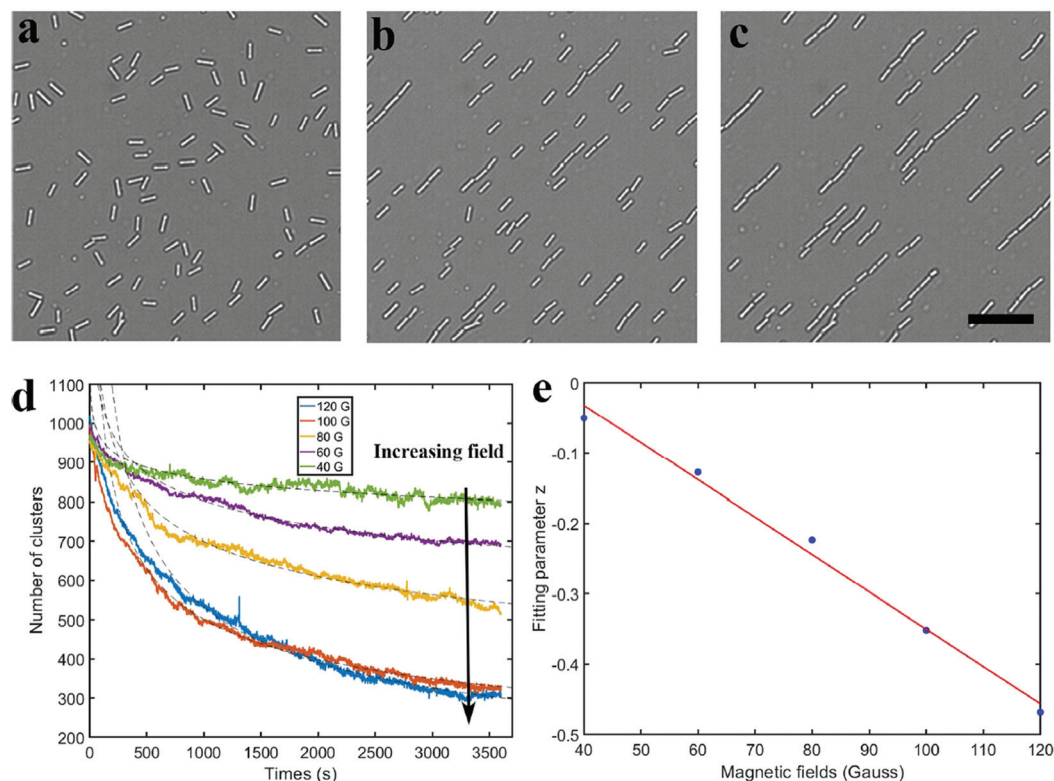 a
b
c
d
1100
1000
900
800
700
600
500
400
300
200
0
500
1000
1500
2000
2500
3000
3500
Number of clusters
Times (s)
120 G
100 G
80 G
60 G
40 G
Increasing field
e
0
-0.1
-0.2
-0.3
-0.4
-0.5
40
50
60
70
80
90
100
110
120
Fitting parameter z
Magnetic fields (Gauss)